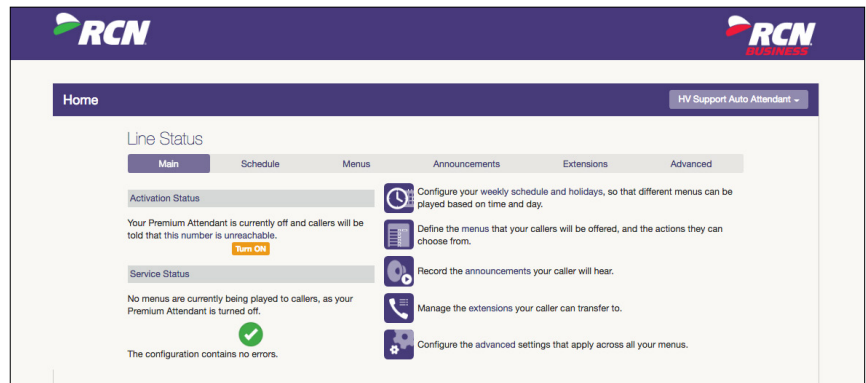 RCN
RCN
BUSINESS
Home
HV Support Auto Attendant
Line Status
Main Schedule Menus Announcements Extensions Advanced
Activation Status
Your Premium Attendant is currently off and callers will be
told that this number is unreachable.
Turn ON
Service Status
No menus are currently being played to callers, as your
Premium Attendant is turned off.
The configuration contains no errors.
Configure your weekly schedule and holidays, so that different menus can be
played based on time and day.
Define the menus that your callers will be offered, and the actions they can
choose from.
Record the announcements your caller will hear.
Manage the extensions your caller can transfer to.
Configure the advanced settings that apply across all your menus.